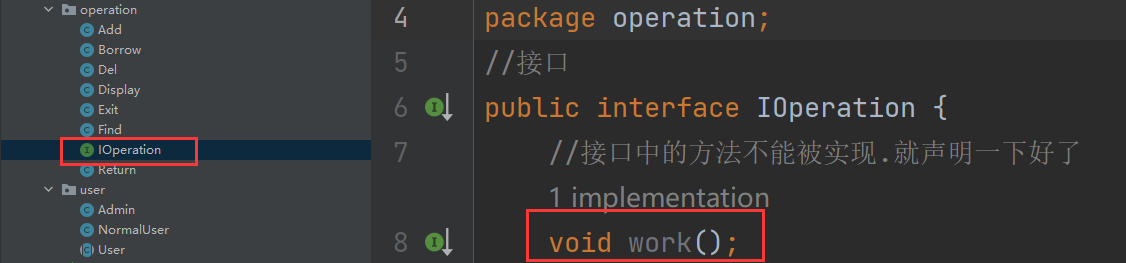 operation
Add
Borrow
Del
Display
Exit
Find
IOperation
Return
user
Admin
NormalUser
User
4 package operation;
5 //接口
6 public interface IOperation {
7 //接口中的方法不能被实现.就声明一下好了
1 implementation
8 void work();